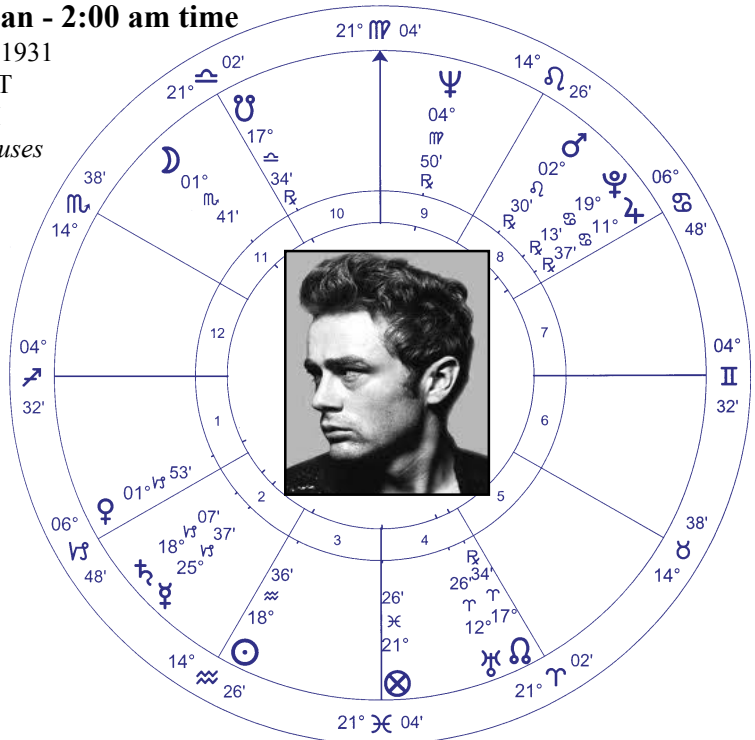 an - 2:00 am time
1931
T
uses
21° ♍ 04'
21° ♎ 02'
14° ♌ 26'
☋
17°
♎
34'
℞
♆
04°
♍
50'
℞
☽ 01° ♏ 41'
♂ 02° ♌ 30' ℞
♇ 19° ♋ 13' ℞
♃ 11° ♋ 37' ℞
38' ♏ 14°
06° ♋ 48'
10
9
11
8
12
7
04° ♐ 32'
04° ♊ 32'
1
6
2
5
3
4
♀ 01° ♑ 53'
♄ 18° ♑ 07'
☿ 25° ♑ 37'
06° ♑ 48'
38' ♉ 14°
36'
♒
18°
☉
26'
♓
21°
⊗
26' ♈ 12° ♅
℞ 34' ♈ 17° ☊
14° ♒ 26'
21° ♈ 02'
21° ♓ 04'